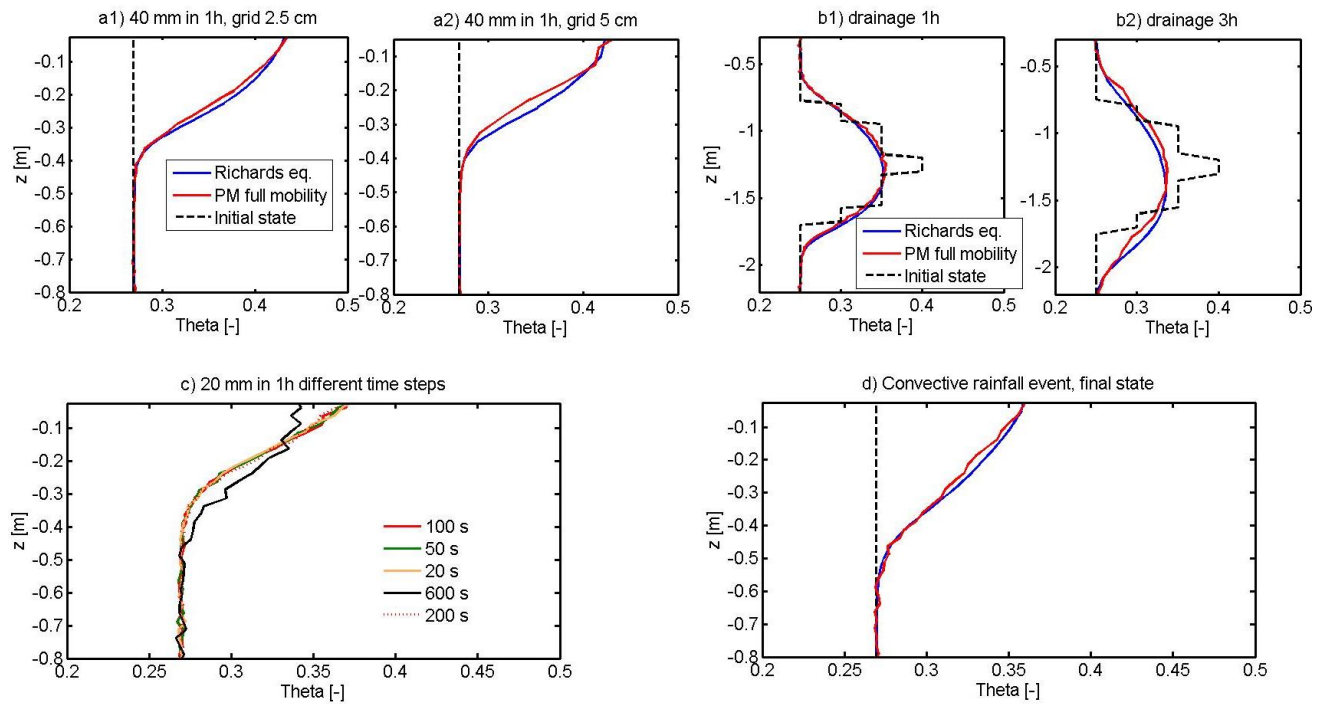 a1) 40 mm in 1h, grid 2.5 cm
a2) 40 mm in 1h, grid 5 cm
b1) drainage 1h
b2) drainage 3h
z [m]
-0.1
-0.2
-0.3
-0.4
-0.5
-0.6
-0.7
-0.8
0.2
0.3
0.4
0.5
Theta [-]
Richards eq.
PM full mobility
Initial state
-0.1
-0.2
-0.3
-0.4
-0.5
-0.6
-0.7
-0.8
0.2
0.3
0.4
0.5
Theta [-]
z [m]
-0.5
-1
-1.5
-2
0.2
0.3
0.4
0.5
Theta [-]
Richards eq.
PM full mobility
Initial state
-0.5
-1
-1.5
-2
0.2
0.3
0.4
0.5
Theta [-]
c) 20 mm in 1h different time steps
z [m]
-0.1
-0.2
-0.3
-0.4
-0.5
-0.6
-0.7
-0.8
0.2
0.25
0.3
0.35
0.4
0.45
0.5
Theta [-]
100 s
50 s
20 s
600 s
200 s
d) Convective rainfall event, final state
z [m]
-0.1
-0.2
-0.3
-0.4
-0.5
-0.6
-0.7
-0.8
0.2
0.25
0.3
0.35
0.4
0.45
0.5
Theta [-]